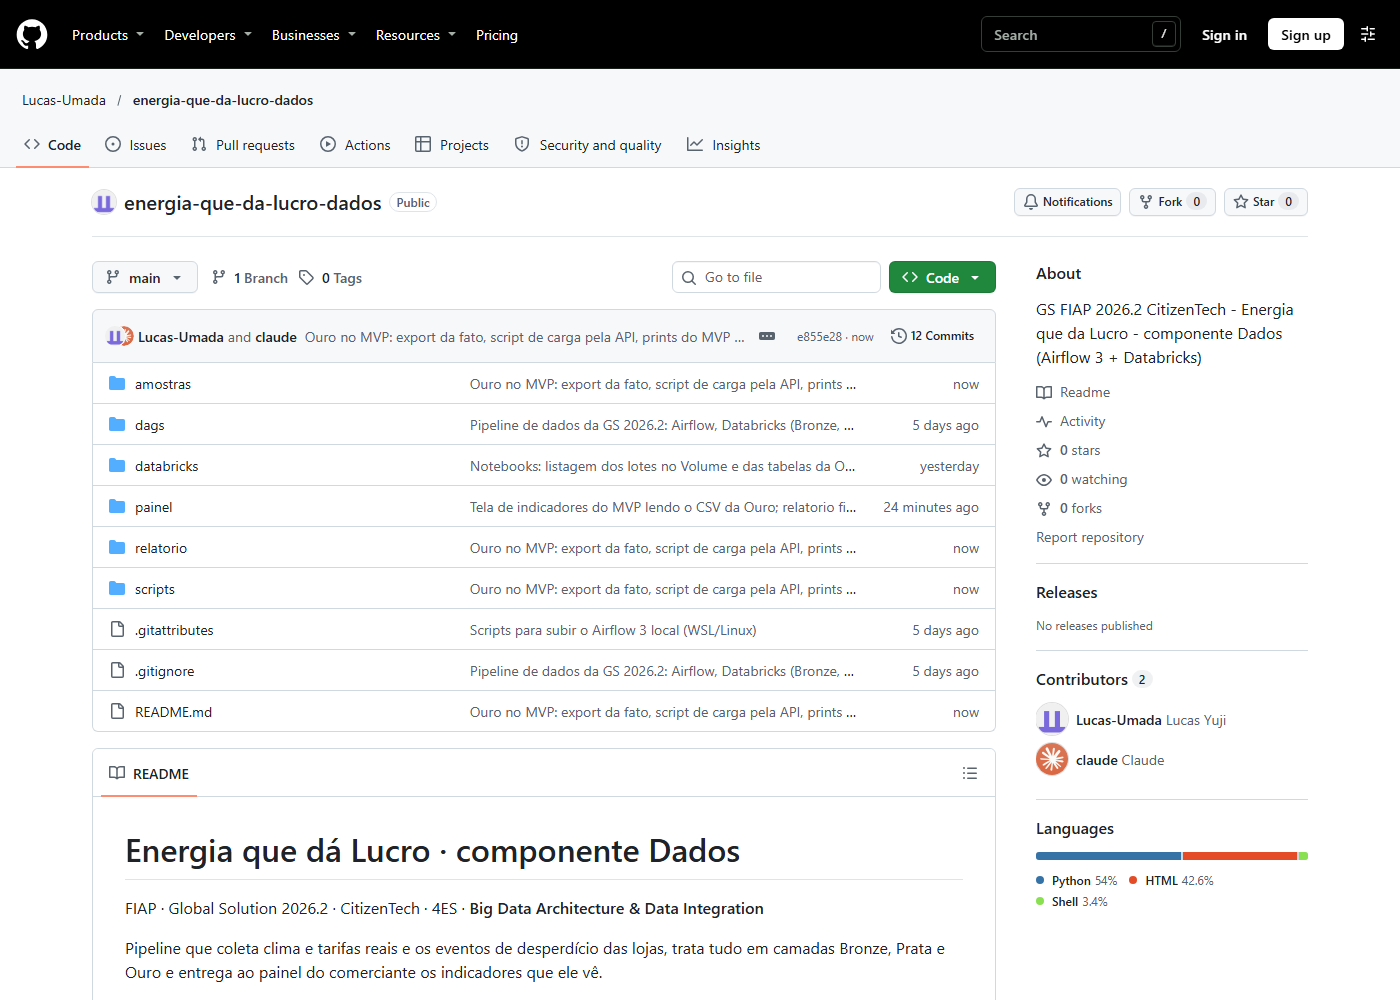 Products Developers Businesses Resources Pricing Search / Sign in Sign up
Lucas-Umada / energia-que-da-lucro-dados
Code Issues Pull requests Actions Projects Security and quality Insights
energia-que-da-lucro-dados Public Notifications Fork 0 Star 0
main 1 Branch 0 Tags Go to file Code
Lucas-Umada and claude Ouro no MVP: export da fato, script de carga pela API, prints do MVP ... e855e28 · now 12 Commits
amostras Ouro no MVP: export da fato, script de carga pela API, prints ... now
dags Pipeline de dados da GS 2026.2: Airflow, Databricks (Bronze, ... 5 days ago
databricks Notebooks: listagem dos lotes no Volume e das tabelas da O... yesterday
painel Tela de indicadores do MVP lendo o CSV da Ouro; relatorio fi... 24 minutes ago
relatorio Ouro no MVP: export da fato, script de carga pela API, prints ... now
scripts Ouro no MVP: export da fato, script de carga pela API, prints ... now
.gitattributes Scripts para subir o Airflow 3 local (WSL/Linux) 5 days ago
.gitignore Pipeline de dados da GS 2026.2: Airflow, Databricks (Bronze, ... 5 days ago
README.md Ouro no MVP: export da fato, script de carga pela API, prints ... now
README
Energia que dá Lucro · componente Dados
FIAP · Global Solution 2026.2 · CitizenTech · 4ES · Big Data Architecture & Data Integration
Pipeline que coleta clima e tarifas reais e os eventos de desperdício das lojas, trata tudo em camadas Bronze, Prata e
Ouro e entrega ao painel do comerciante os indicadores que ele vê.
About
GS FIAP 2026.2 CitizenTech - Energia
que da Lucro - componente Dados
(Airflow 3 + Databricks)
Readme
Activity
0 stars
0 watching
0 forks
Report repository
Releases
No releases published
Contributors 2
Lucas-Umada Lucas Yuji
claude Claude
Languages
Python 54% HTML 42.6%
Shell 3.4%